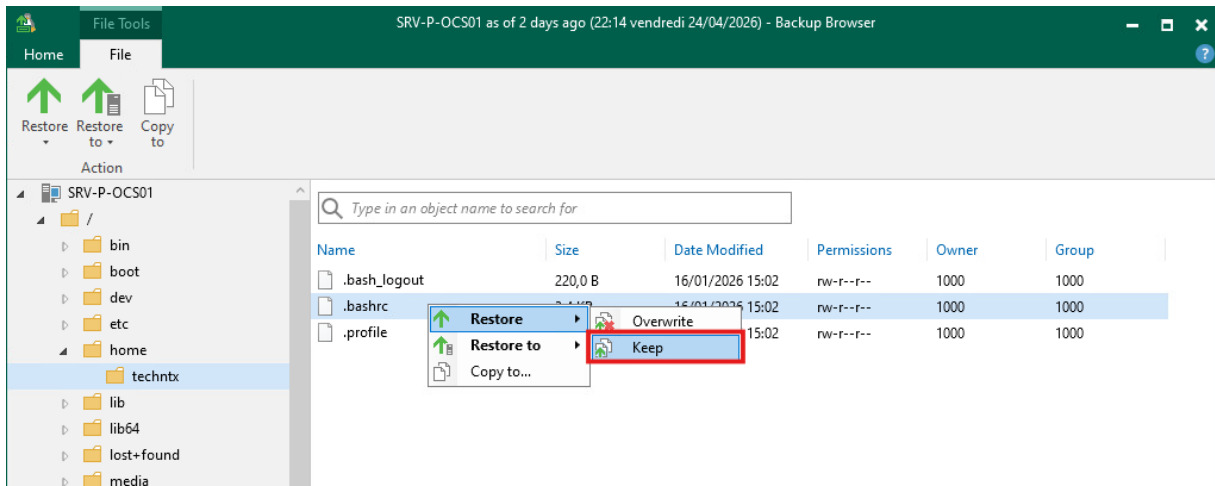 File Tools
SRV-P-OCS01 as of 2 days ago (22:14 vendredi 24/04/2026) - Backup Browser
Home File
Restore Restore to Copy to
Action
SRV-P-OCS01
/
bin
boot
dev
etc
home
techntx
lib
lib64
lost+found
media
Type in an object name to search for
Name Size Date Modified Permissions Owner Group
.bash_logout 220,0 B 16/01/2026 15:02 rw-r--r-- 1000 1000
.bashrc 16/01/2026 15:02 rw-r--r-- 1000 1000
.profile 15:02 rw-r--r-- 1000 1000
Restore
Restore to
Copy to...
Overwrite
Keep